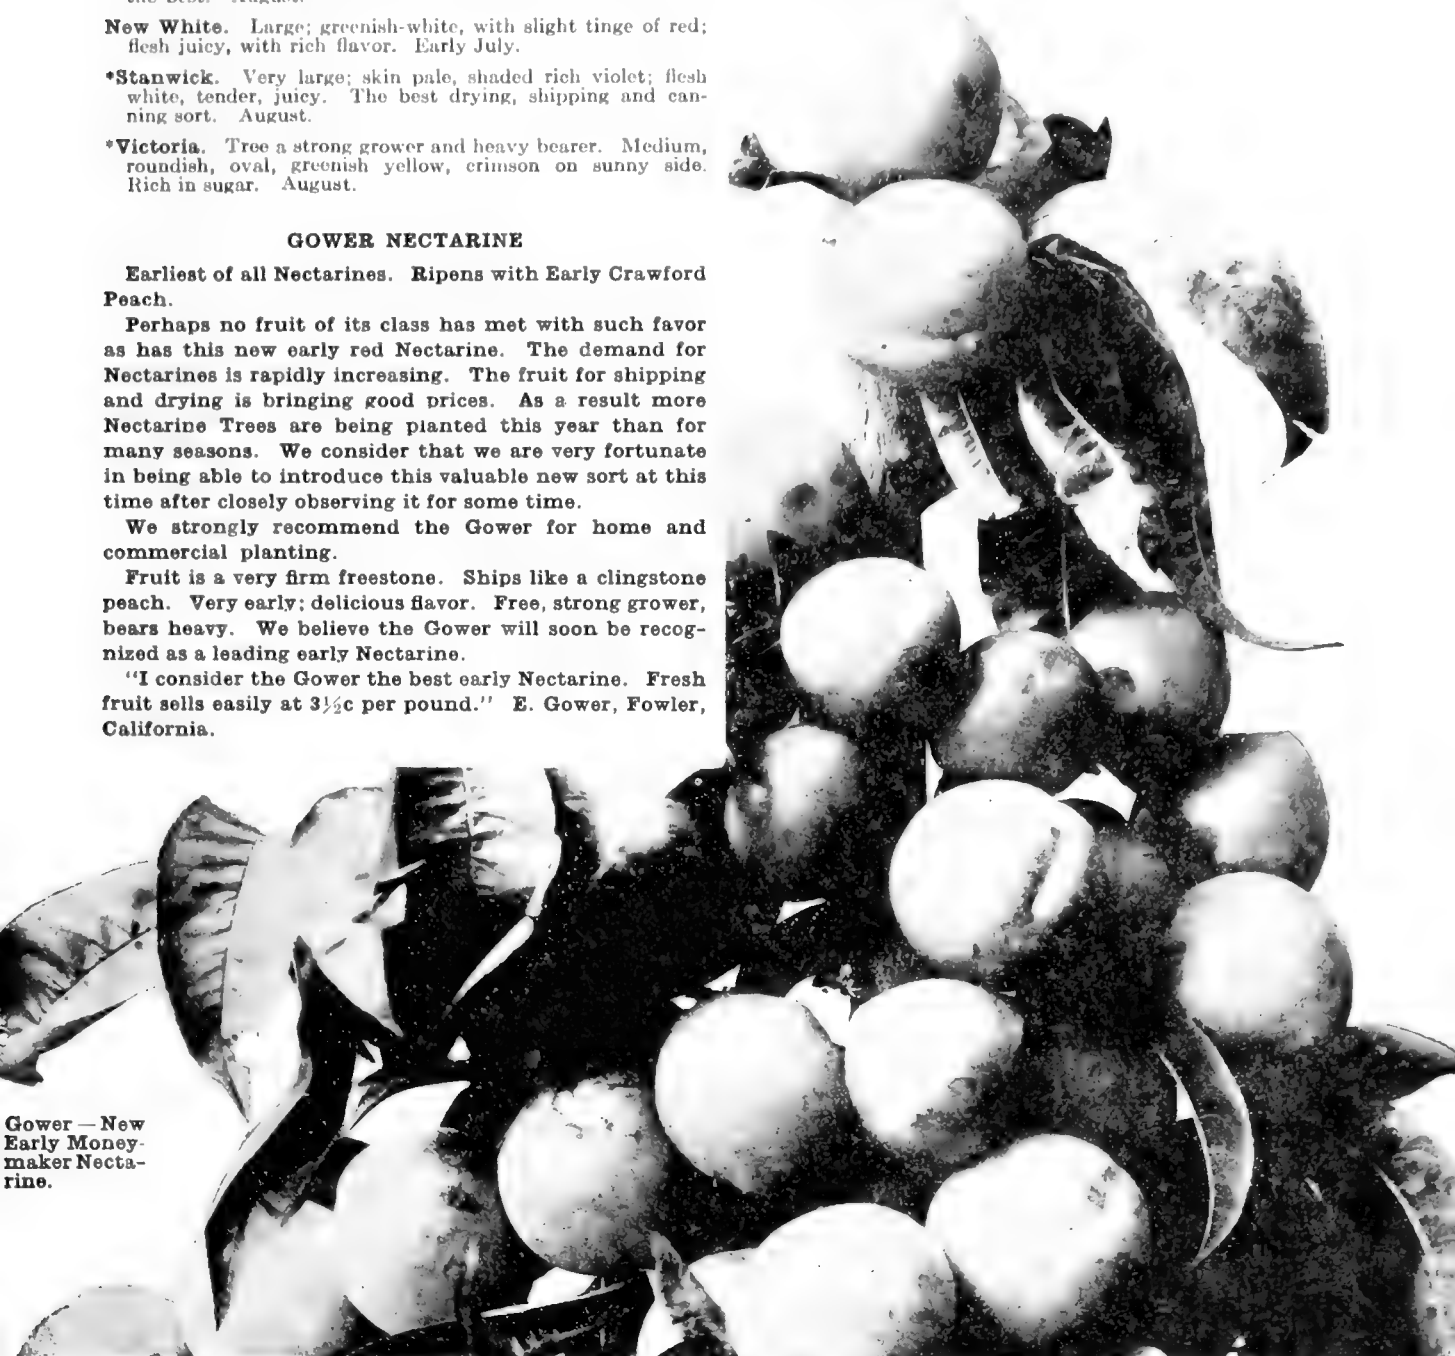 the best. August.
New White. Large; greenish-white, with slight tinge of red;
flesh juicy, with rich flavor. Early July.
*Stanwick. Very large; skin pale, shaded rich violet; flesh
white, tender, juicy. The best drying, shipping and can-
ning sort. August.
*Victoria. Tree a strong grower and heavy bearer. Medium,
roundish, oval, greenish yellow, crimson on sunny side.
Rich in sugar. August.
GOWER NECTARINE
Earliest of all Nectarines. Ripens with Early Crawford
Peach.
Perhaps no fruit of its class has met with such favor
as has this new early red Nectarine. The demand for
Nectarines is rapidly increasing. The fruit for shipping
and drying is bringing good prices. As a result more
Nectarine Trees are being planted this year than for
many seasons. We consider that we are very fortunate
in being able to introduce this valuable new sort at this
time after closely observing it for some time.
We strongly recommend the Gower for home and
commercial planting.
Fruit is a very firm freestone. Ships like a clingstone
peach. Very early; delicious flavor. Free, strong grower,
bears heavy. We believe the Gower will soon be recog-
nized as a leading early Nectarine.
"I consider the Gower the best early Nectarine. Fresh
fruit sells easily at 3½c per pound." E. Gower, Fowler,
California.
Gower — New
Early Money-
maker Necta-
rine.